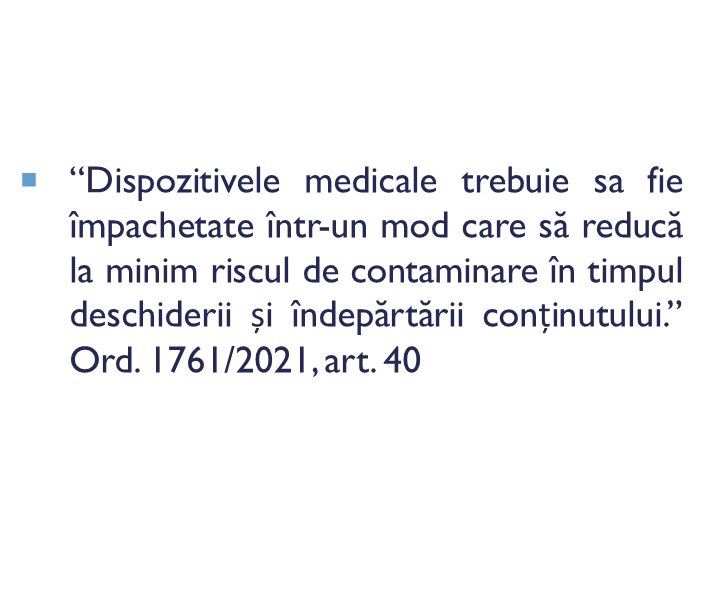 “Dispozitivele medicale trebuie sa fie
împachetate într-un mod care să reducă
la minim riscul de contaminare în timpul
deschiderii și îndepărtării conținutului.”
Ord. 1761/2021, art. 40